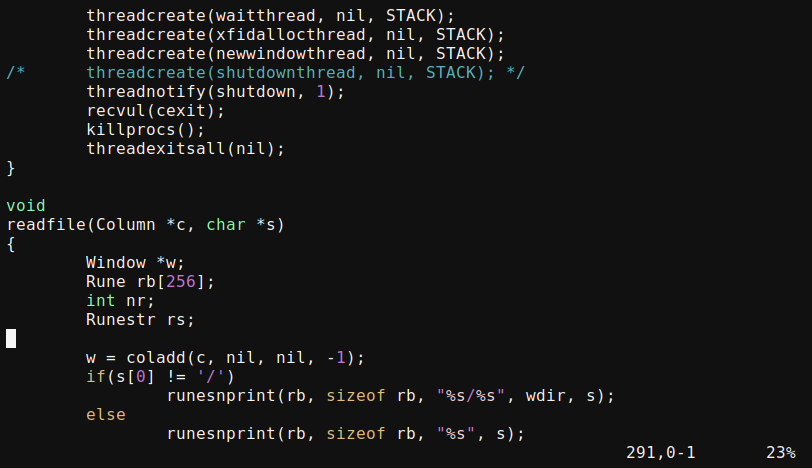 threadcreate(waitthread, nil, STACK);
        threadcreate(xfidallocthread, nil, STACK);
        threadcreate(newwindowthread, nil, STACK);
/*      threadcreate(shutdownthread, nil, STACK); */
        threadnotify(shutdown, 1);
        recvul(cexit);
        killprocs();
        threadexitsall(nil);
}

void
readfile(Column *c, char *s)
{
        Window *w;
        Rune rb[256];
        int nr;
        Runestr rs;

        w = coladd(c, nil, nil, -1);
        if(s[0] != '/')
                runesnprint(rb, sizeof rb, "%s/%s", wdir, s);
        else
                runesnprint(rb, sizeof rb, "%s", s);
291,0-1       23%